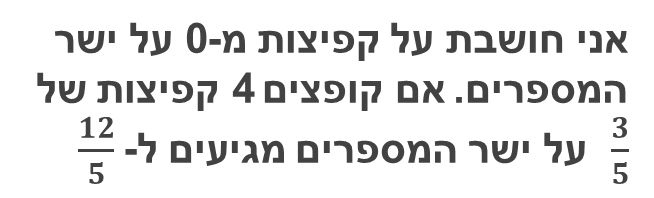 אני חושבת על קפיצות מ-0 על ישר
המספרים. אם קופצים 4 קפיצות של
3/5 על ישר המספרים מגיעים ל- 12/5